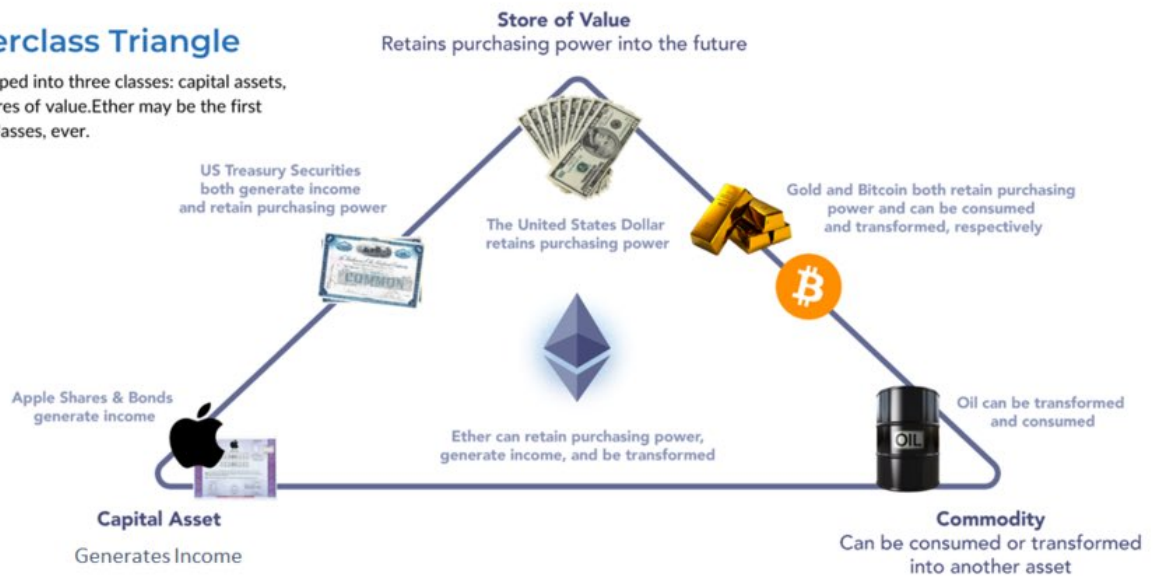 Store of Value
Retains purchasing power into the future
erclass Triangle
ped into three classes: capital assets,
res of value.Ether may be the first
lasses, ever.
US Treasury Securities
both generate income
and retain purchasing power
The United States Dollar
retains purchasing power
Gold and Bitcoin both retain purchasing
power and can be consumed
and transformed, respectively
COMMON
Apple Shares & Bonds
generate income
Ether can retain purchasing power,
generate income, and be transformed
OIL
Oil can be transformed
and consumed
Capital Asset
Generates Income
Commodity
Can be consumed or transformed
into another asset